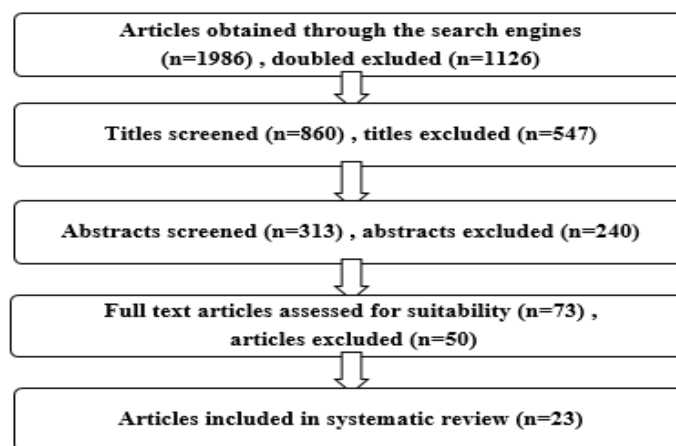 Articles obtained through the search engines
(n=1986) , doubled exluded (n=1126)
Titles screened (n=860) , titles excluded (n=547)
Abstracts screened (n=313) , abstracts excluded (n=240)
Full text articles assessed for suitability (n=73) ,
articles excluded (n=50)
Articles included in systematic review (n=23)